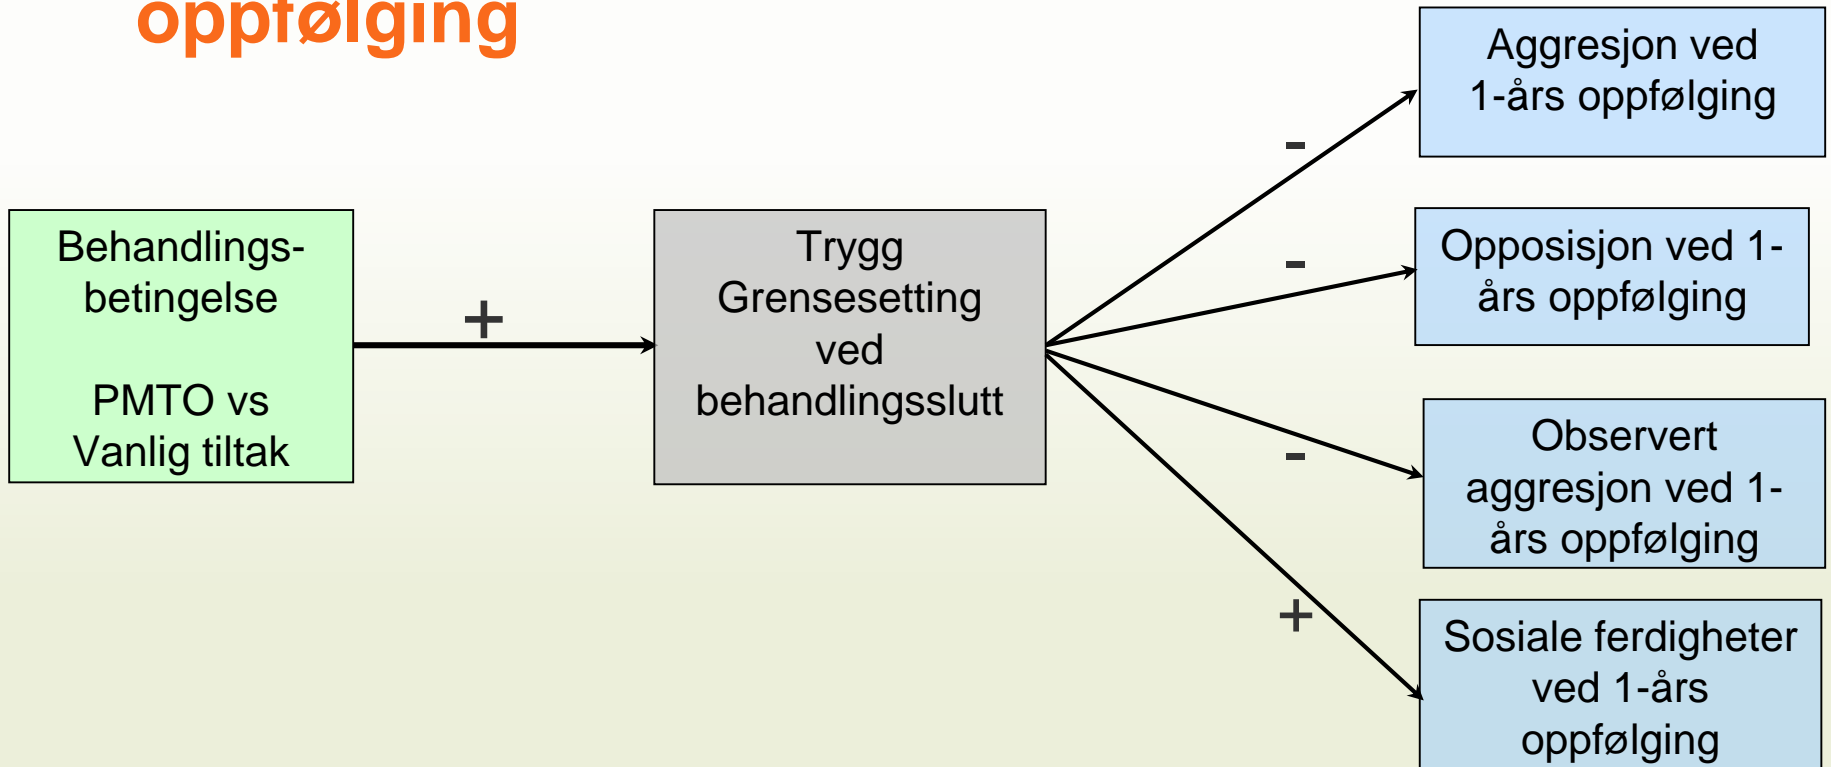 oppfølging
Behandlings-
betingelse
PMTO vs
Vanlig tiltak
+
Trygg
Grensesetting
ved
behandlingsslutt
-
-
-
+
Aggresjon ved
1-års oppfølging
Opposisjon ved 1-
års oppfølging
Observert
aggresjon ved 1-
års oppfølging
Sosiale ferdigheter
ved 1-års
oppfølging